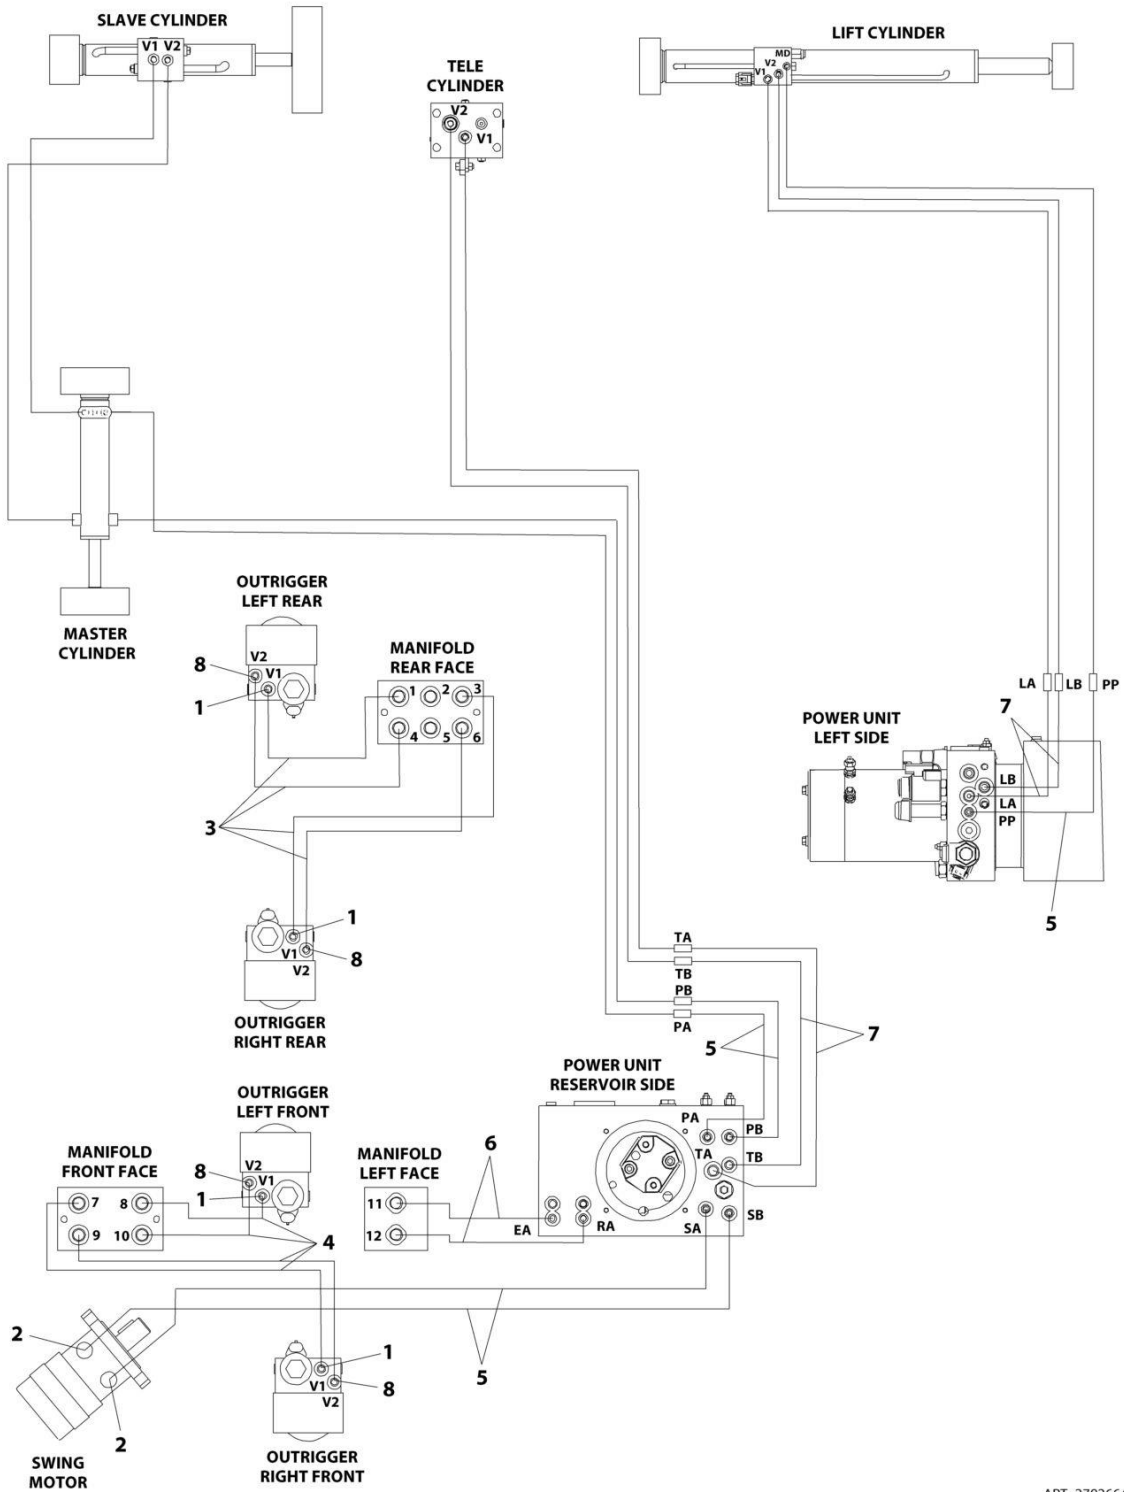 SLAVE CYLINDER
V1 V2
LIFT CYLINDER
MD
V2
V1
TELE
CYLINDER
V2
V1
MASTER
CYLINDER
OUTRIGGER
LEFT REAR
V2
8
V1
1
MANIFOLD
REAR FACE
1 2 3
4 5 6
3
1
V1
8
V2
OUTRIGGER
RIGHT REAR
LA LB PP
7
POWER UNIT
LEFT SIDE
LB
LA
PP
5
TA
TB
PB
PA
7
5
POWER UNIT
RESERVOIR SIDE
PA
PB
TA
TB
EA RA SA SB
OUTRIGGER
LEFT FRONT
V2
8
V1
1
MANIFOLD
FRONT FACE
7 8
9 10
MANIFOLD
LEFT FACE
11
12
6
4
5
2
2
SWING
MOTOR
1
V1
8
V2
OUTRIGGER
RIGHT FRONT